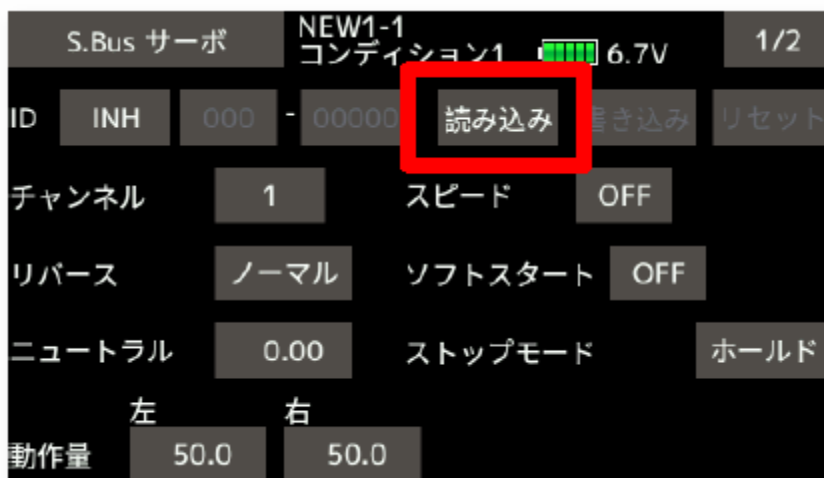 S.Bus サーボ
NEW1-1
コンディション1 6.7V
1/2
ID INH 000 - 00000 読み込み 書き込み リセット
チャンネル 1 スピード OFF
リバース ノーマル ソフトスタート OFF
ニュートラル 0.00 ストップモード ホールド
左 右
動作量 50.0 50.0